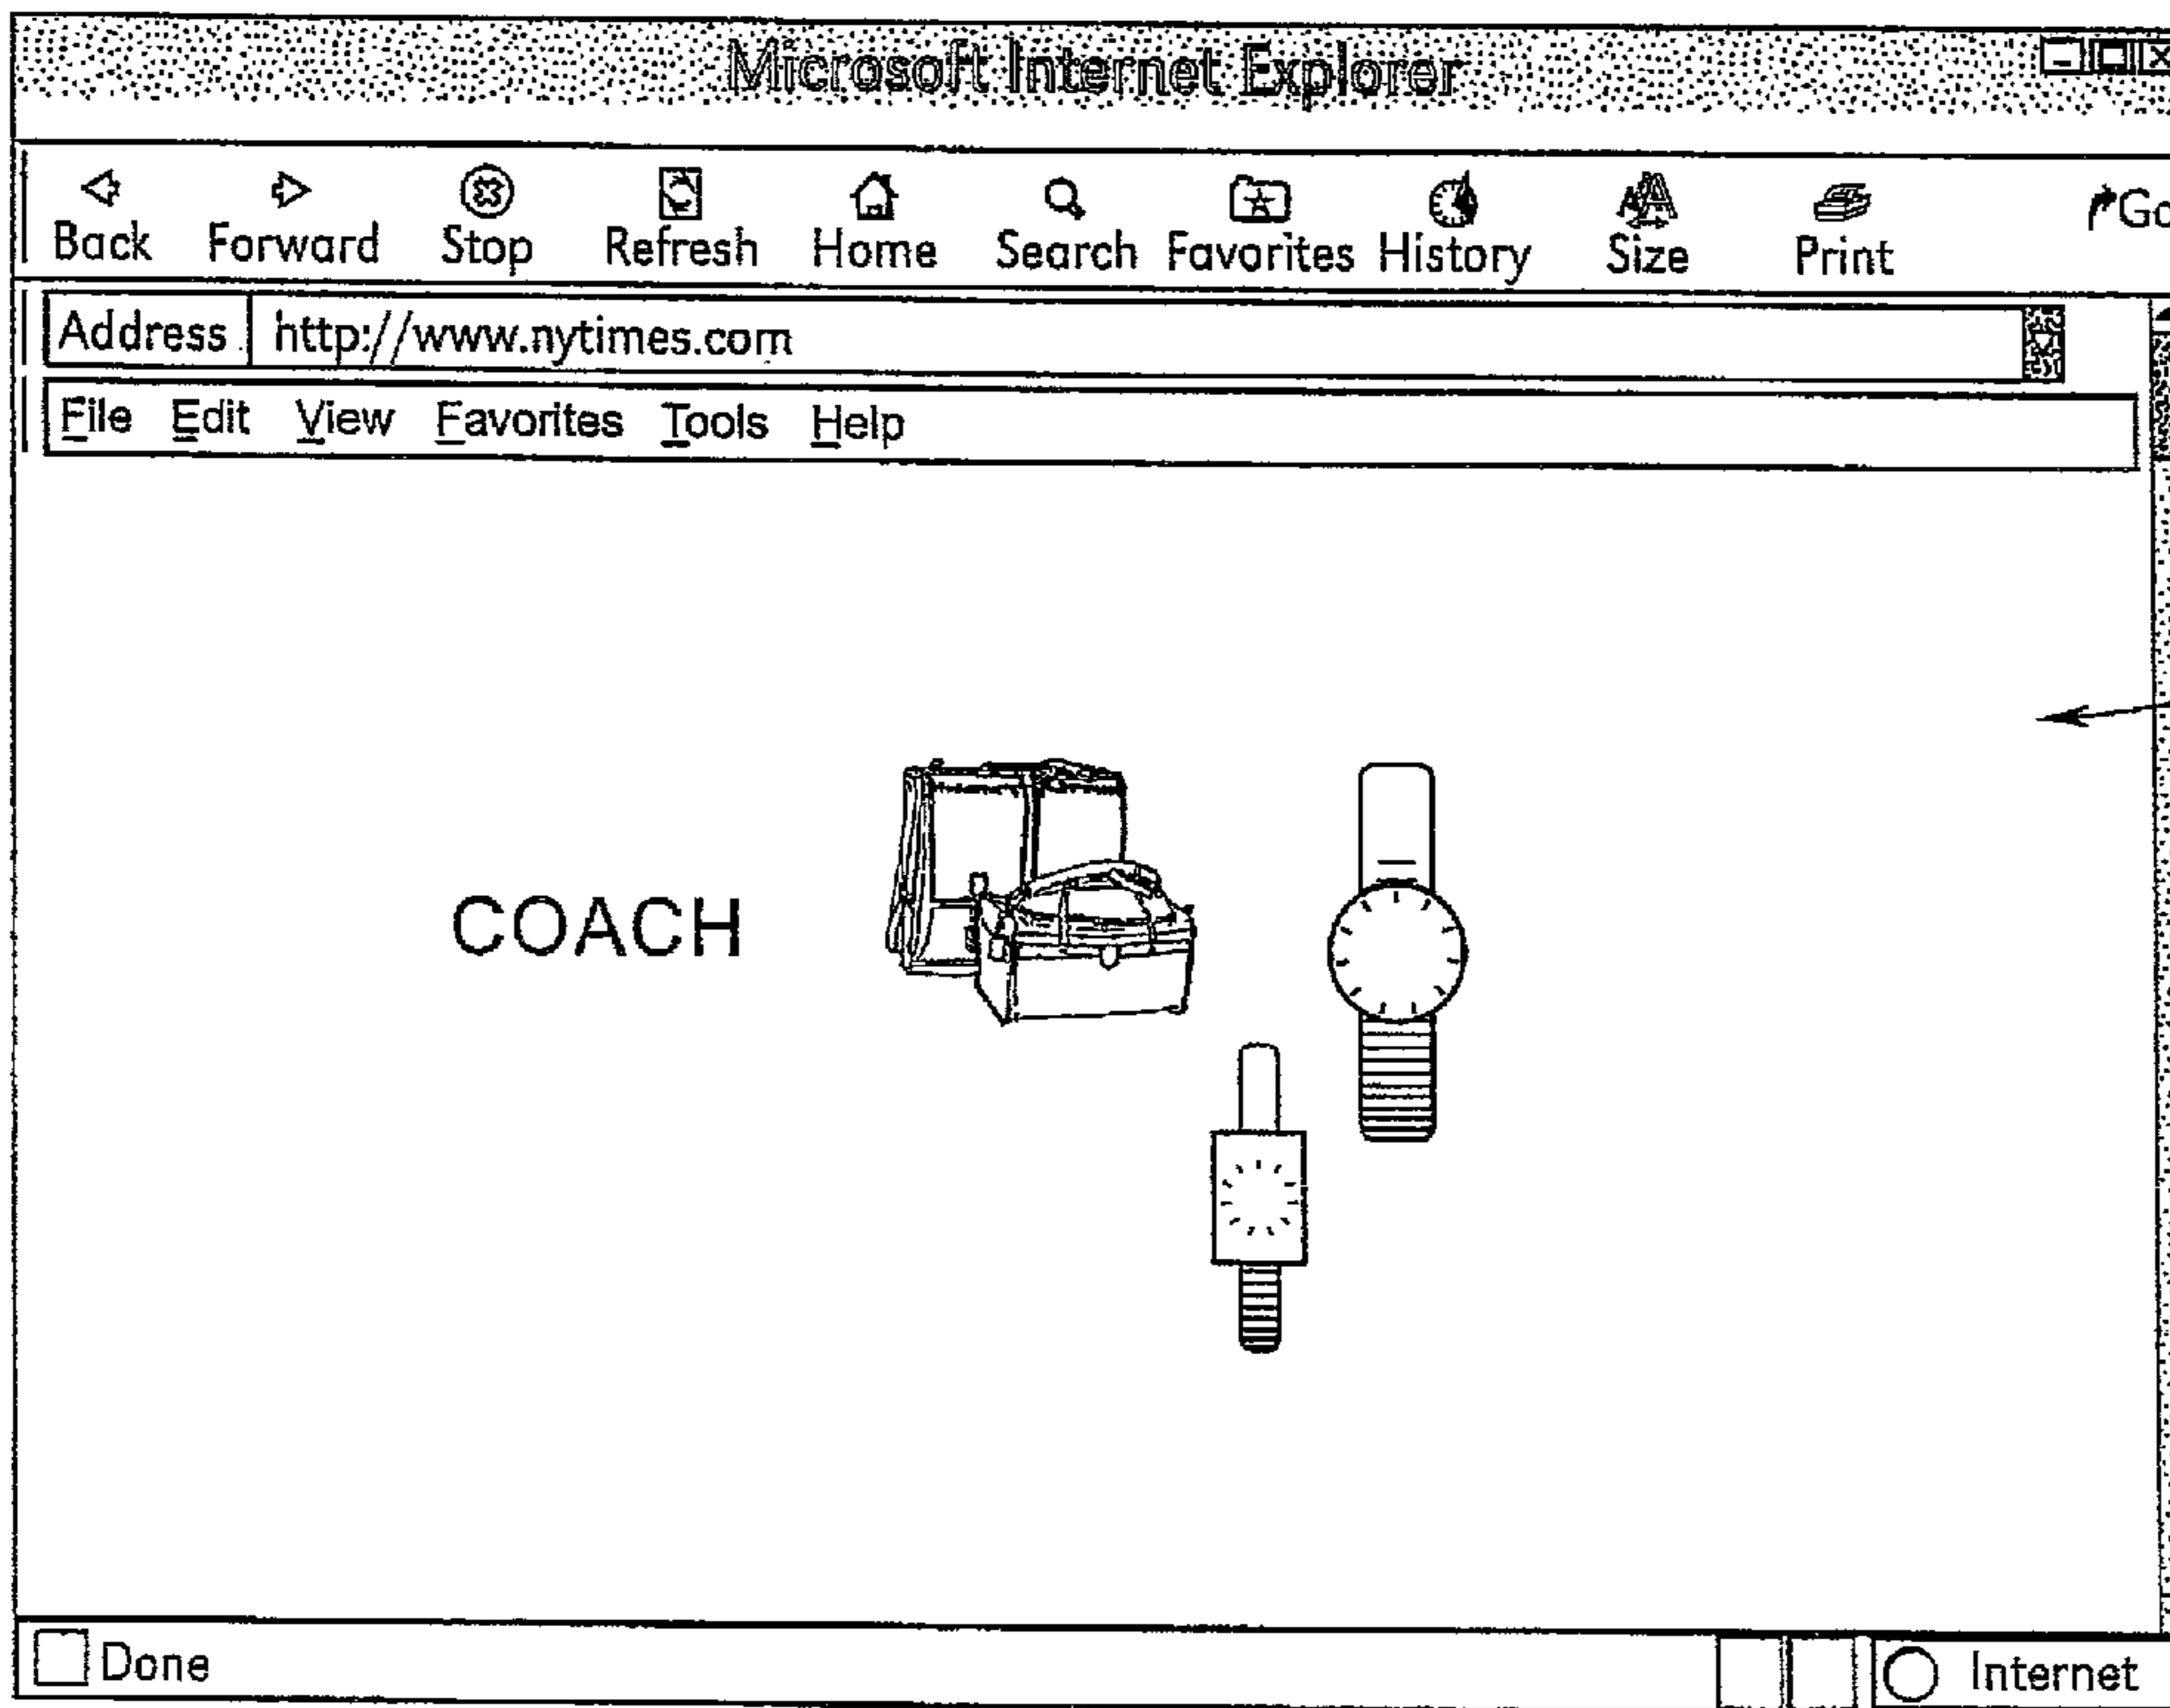 Microsoft Internet Explorer
Back Forward Stop Refresh Home Search Favorites History Size Print Go
Address http://www.nytimes.com
File Edit View Favorites Tools Help
COACH
Done Internet